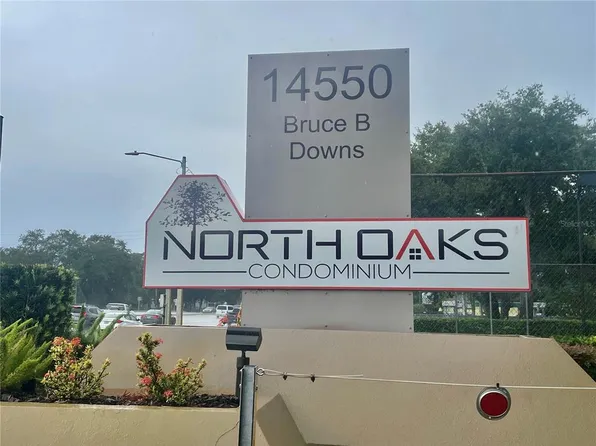 14550
Bruce B
Downs
NORTH OAKS
CONDOMINIUM